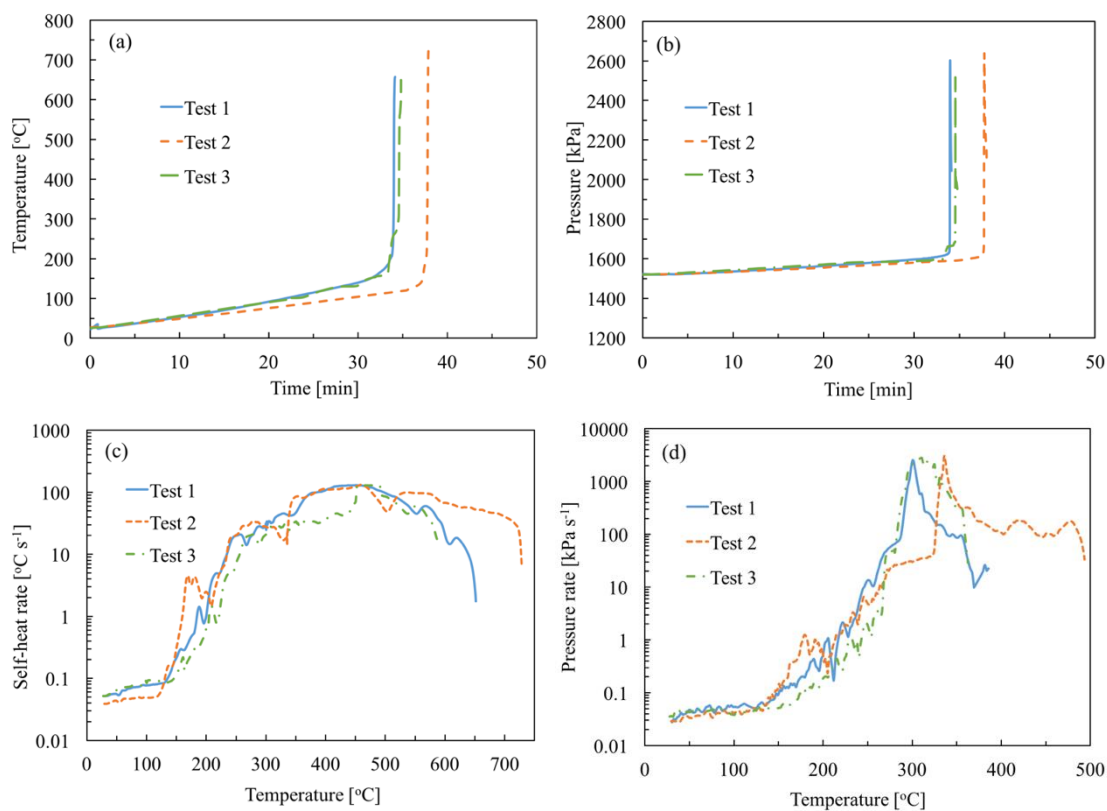 (a)
800
700
600
500
400
300
200
100
0
Temperature [°C]
Test 1
Test 2
Test 3
0 10 20 30 40 50
Time [min]
(b)
2800
2600
2400
2200
2000
1800
1600
1400
1200
Pressure [kPa]
Test 1
Test 2
Test 3
0 10 20 30 40 50
Time [min]
(c)
1000
100
10
1
0.1
0.01
Self-heat rate [°C s⁻¹]
Test 1
Test 2
Test 3
0 100 200 300 400 500 600 700
Temperature [°C]
(d)
10000
1000
100
10
1
0.1
0.01
Pressure rate [kPa s⁻¹]
Test 1
Test 2
Test 3
0 100 200 300 400 500
Temperature [°C]